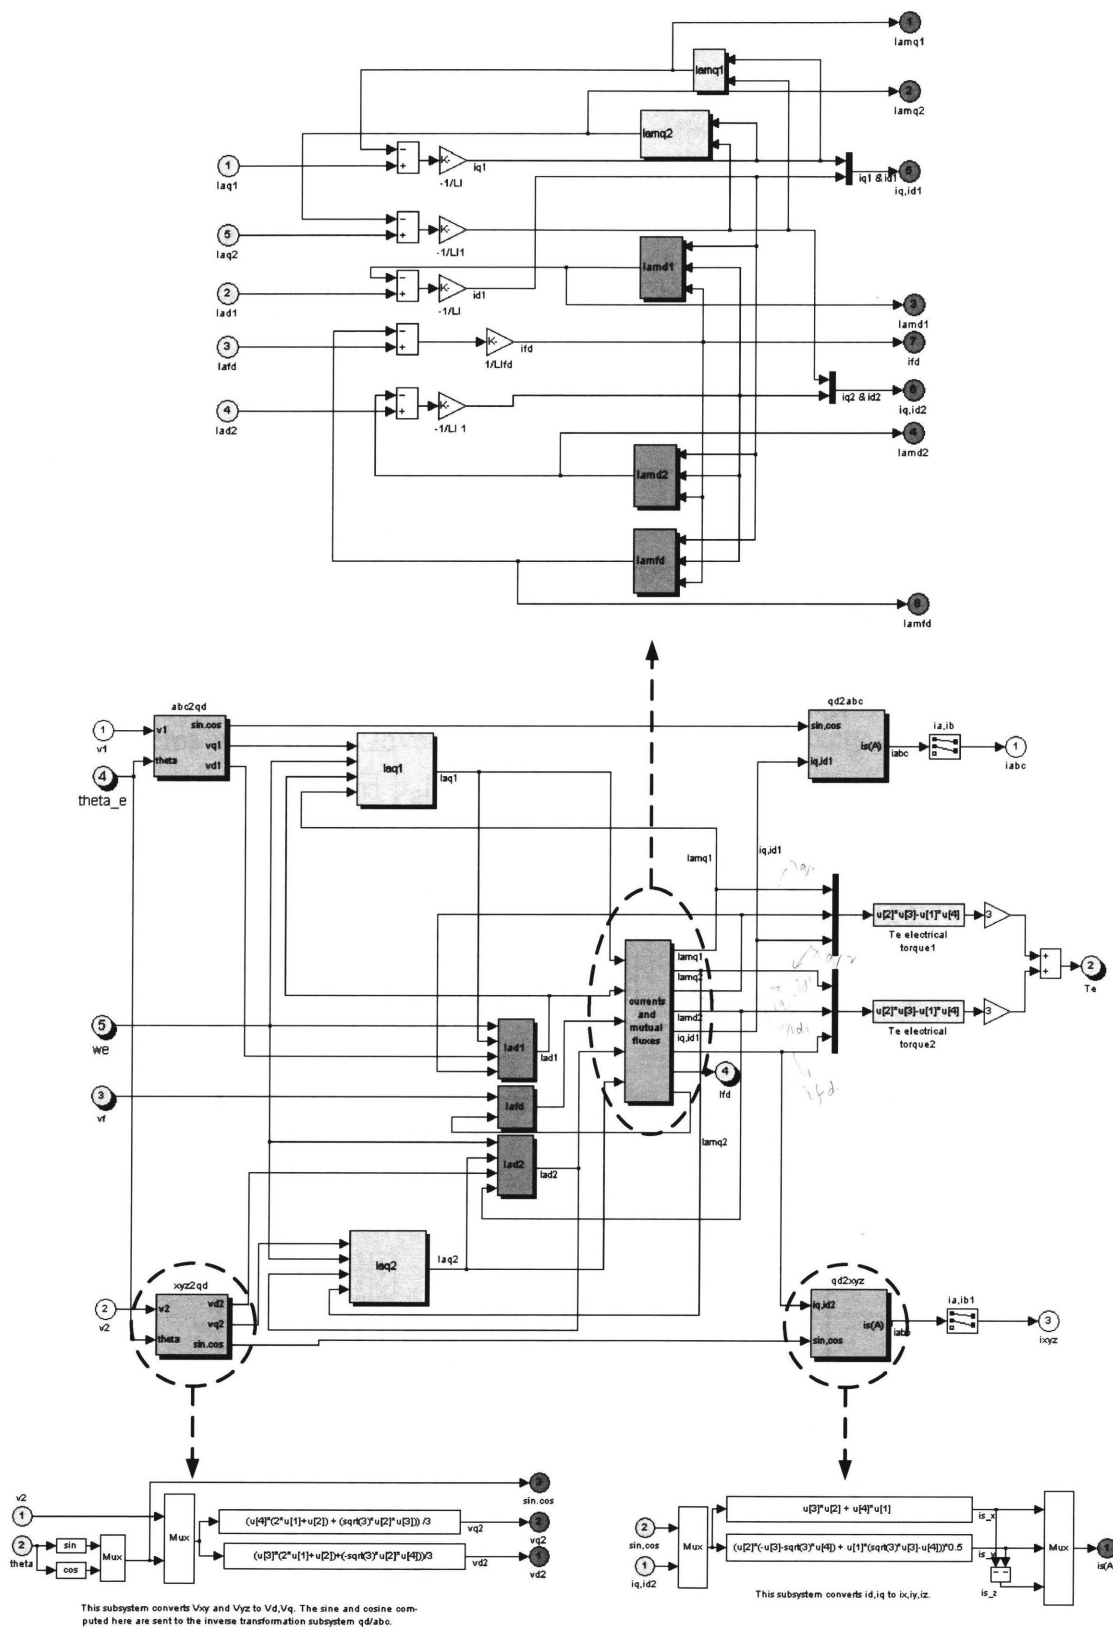 1
lamq1
lamq1
2
lamq2
lamq2
1
laq1
K-
-1/Ll
iq1
iq1 & id1
5
iq,id1
5
laq2
K-
-1/Ll1
lamd1
2
lad1
K-
-1/Ll
id1
3
lamd1
3
lafd
K-
1/Llfd
ifd
7
ifd
4
lad2
K-
-1/Ll 1
iq2 & id2
6
iq,id2
4
lamd2
lamd2
lamfd
8
lamfd
abc2qd
1
v1
v1
sin.cos
vq1
vd1
theta
4
theta_e
laq1
laq1
qd2abc
sin,cos
is(A)
iq,id1
iabc
ia,ib
1
iabc
lamq1
iq,id1
u[2]*u[3]-u[1]*u[4]
3
Te electrical
torque1
2
Te
u[2]*u[3]-u[1]*u[4]
3
Te electrical
torque2
lamq1
lamq2
lamd2
iq,id1
currents
and
mutual
fluxes
4
Ifd
ifd
lamq2
5
we
lad1
lad1
3
vf
lafd
lad2
lad2
laq2
laq2
xyz2qd
2
v2
v2
vd2
vq2
theta
sin.cos
qd2xyz
iq,id2
is(A)
sin,cos
iabc
ia,ib1
3
ixyz
v2
1
2
theta
sin
cos
Mux
Mux
(u[4]*(2*u[1]+u[2]) + (sqrt(3)*u[2]*u[3])) /3
vq2
(u[3]*(2*u[1]+u[2])+(-sqrt(3)*u[2]*u[4]))/3
vd2
3
sin.cos
2
vq2
1
vd2
This subsystem converts Vxy and Vyz to Vd,Vq. The sine and cosine com-
puted here are sent to the inverse transformation subsystem qd/abc.
2
sin,cos
1
iq,id2
Mux
u[3]*u[2] + u[4]*u[1]
is_x
(u[2]*(-u[3]-sqrt(3)*u[4]) + u[1]*(sqrt(3)*u[3]-u[4]))*0.5
is_y
is_z
Mux
1
is(A)
This subsystem converts id,iq to ix,iy,iz.